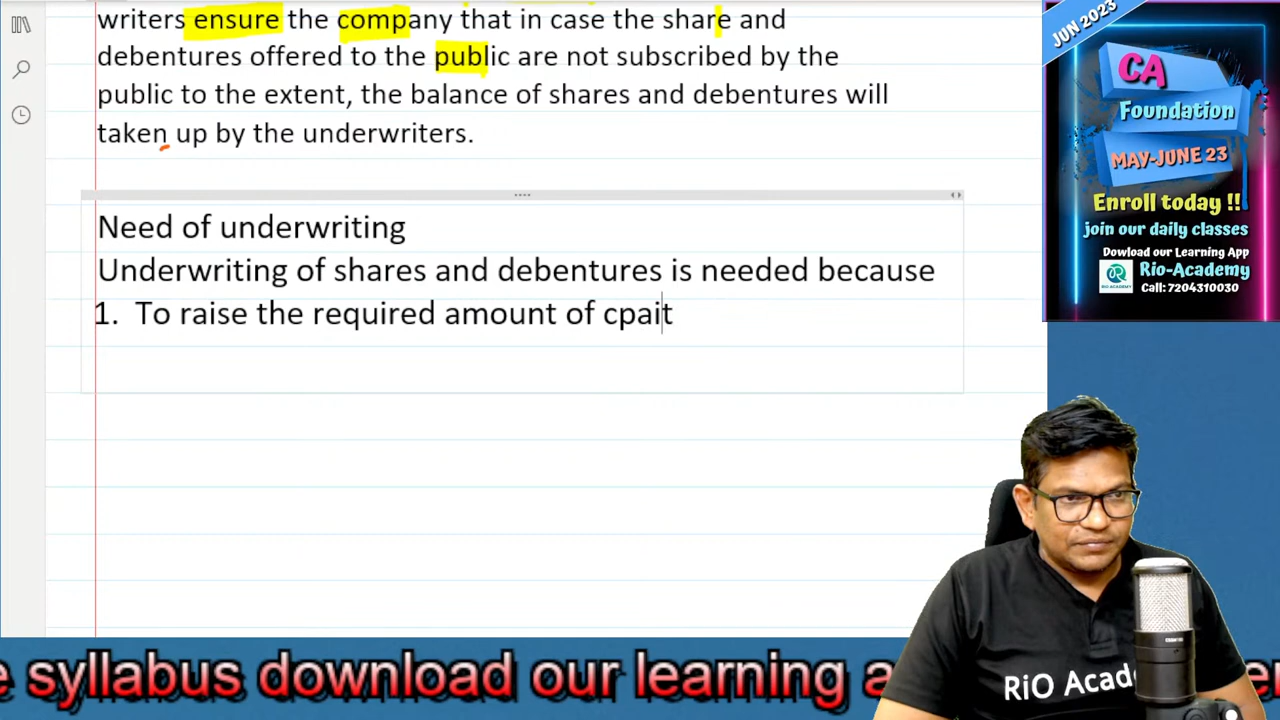 writers ensure the company that in case the share and
debentures offered to the public are not subscribed by the
public to the extent, the balance of shares and debentures will
taken up by the underwriters.
Need of underwriting
Underwriting of shares and debentures is needed because
1. To raise the required amount of cpait
JUN 2023
CA
Foundation
MAY-JUNE 23
Enroll today !!
join our daily classes
Dowload our Learning App
Rio-Academy
Call: 7204310030
RIO ACADEMY
RiO Acade
e syllabus download our learning a